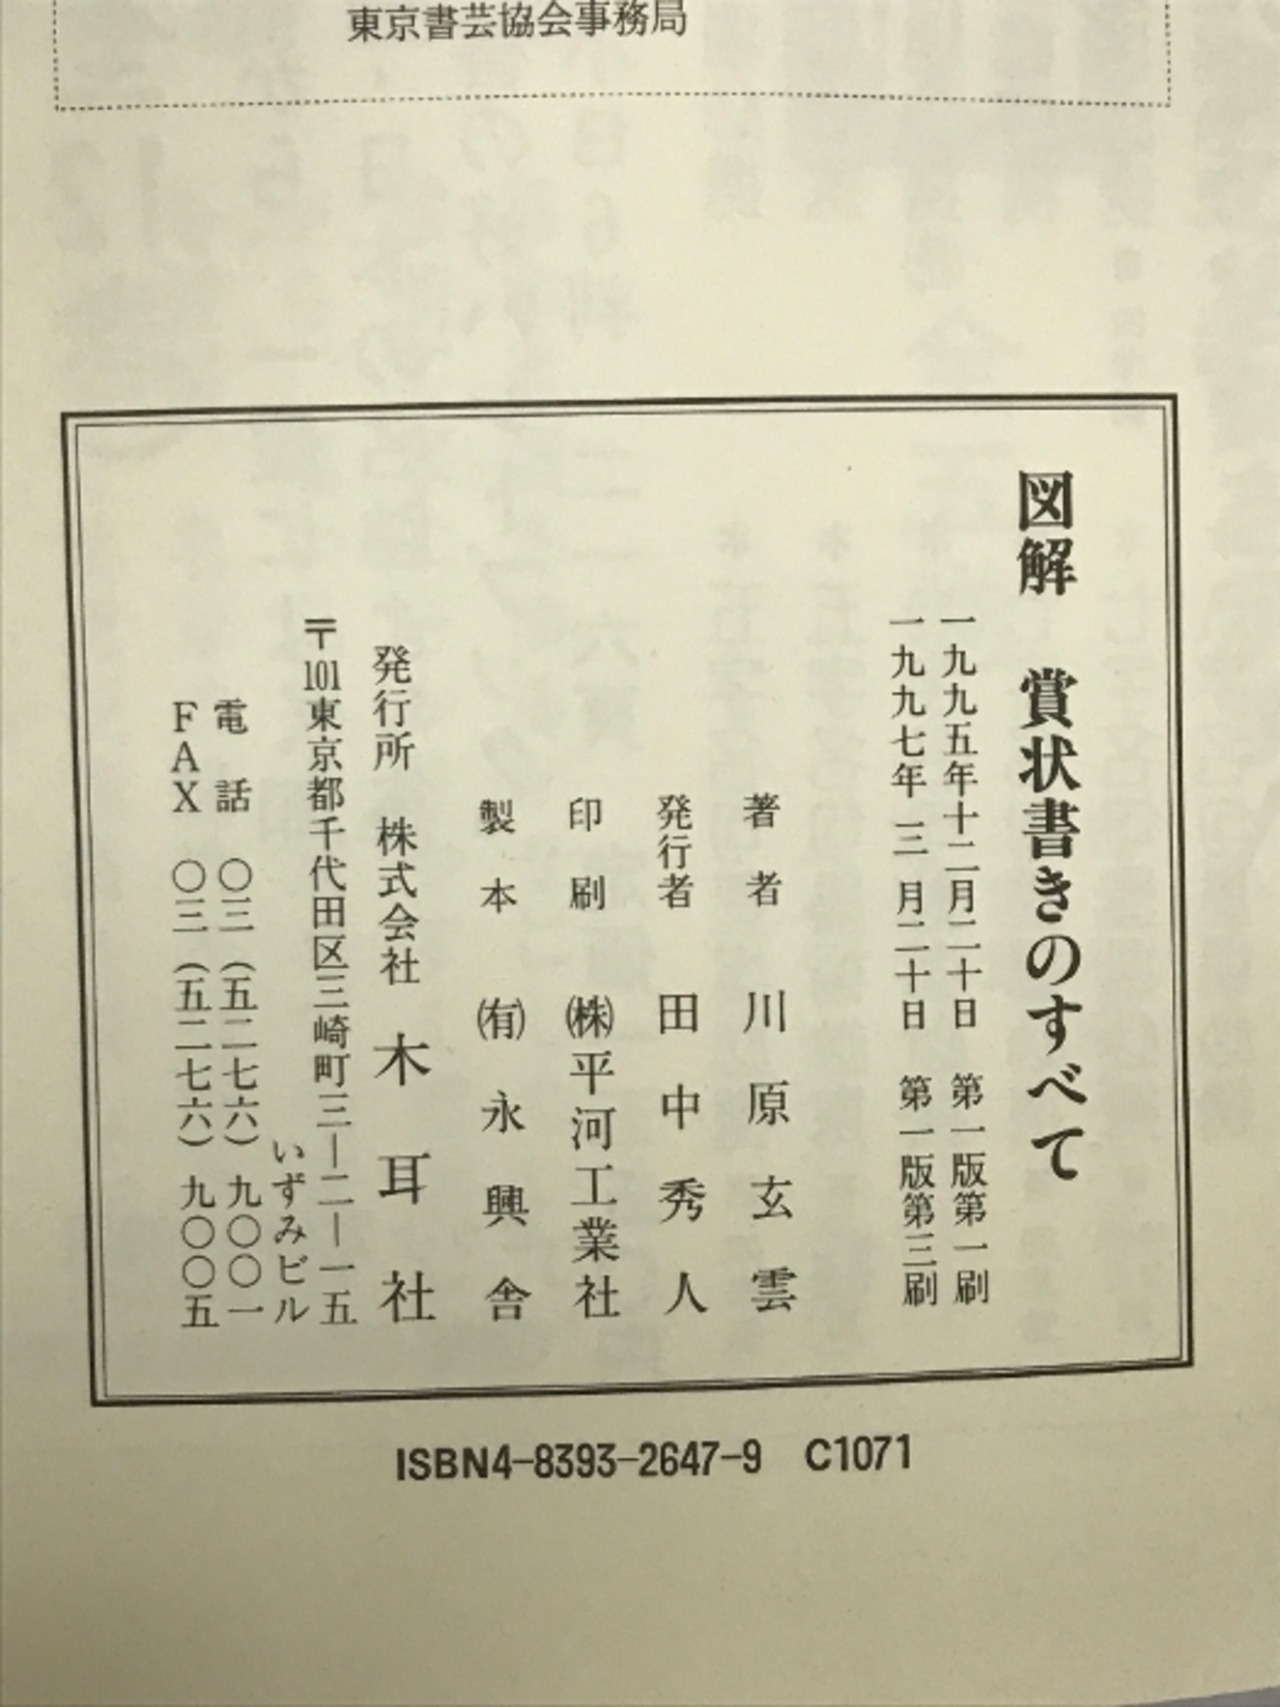 東京書芸協会事務局
図解 賞状書きのすべて
一九九五年十二月二十日 第一版第一刷
一九九七年 三 月二十日 第一版第三刷
著者 川原玄雲
発行者 田中秀人
印刷 ㈱平河工業社
製本 ㈲永興舎
発行所 株式会社 木耳社
〒101東京都千代田区三崎町三ー二ー一五
いずみビル
電話 〇三(五二七六)九〇〇一
FAX 〇三(五二七六)九〇〇五
ISBN4-8393-2647-9 C1071